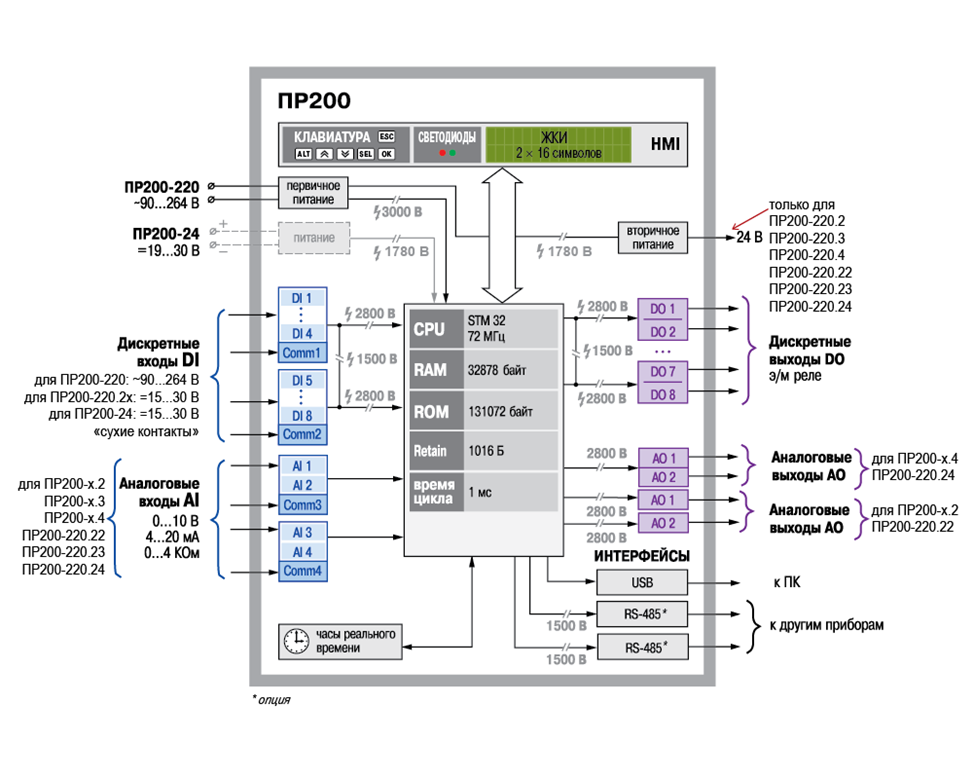 ПР200
КЛАВИАТУРА ESC
ALT SEL OK
СВЕТОДИОДЫ
ЖКИ
2 × 16 символов
HMI
ПР200-220
~90...264 В
первичное
питание
3000 В
ПР200-24
=19...30 В
+
−
питание
1780 В
1780 В
вторичное
питание
24 В
только для
ПР200-220.2
ПР200-220.3
ПР200-220.4
ПР200-220.22
ПР200-220.23
ПР200-220.24
Дискретные
входы DI
для ПР200-220: ~90...264 В
для ПР200-220.2х: =15...30 В
для ПР200-24: =15...30 В
«сухие контакты»
DI 1
DI 4
Comm1
DI 5
DI 8
Comm2
2800 В
1500 В
2800 В
CPU
STM 32
72 МГц
RAM
32878 байт
ROM
131072 байт
Retain
1016 Б
время
цикла
1 мс
2800 В
1500 В
2800 В
DO 1
DO 2
...
DO 7
DO 8
Дискретные
выходы DO
э/м реле
для ПР200-х.2
ПР200-х.3
ПР200-х.4
ПР200-220.22
ПР200-220.23
ПР200-220.24
Аналоговые
входы AI
0...10 В
4...20 мА
0...4 КОм
AI 1
AI 2
Comm3
AI 3
AI 4
Comm4
2800 В
AO 1
AO 2
Аналоговые
выходы AO
для ПР200-х.4
ПР200-220.24
2800 В
2800 В
AO 1
AO 2
Аналоговые
выходы AO
для ПР200-х.2
ПР200-220.22
ИНТЕРФЕЙСЫ
USB
к ПК
1500 В
RS-485*
1500 В
RS-485*
к другим приборам
часы реального
времени
* опция